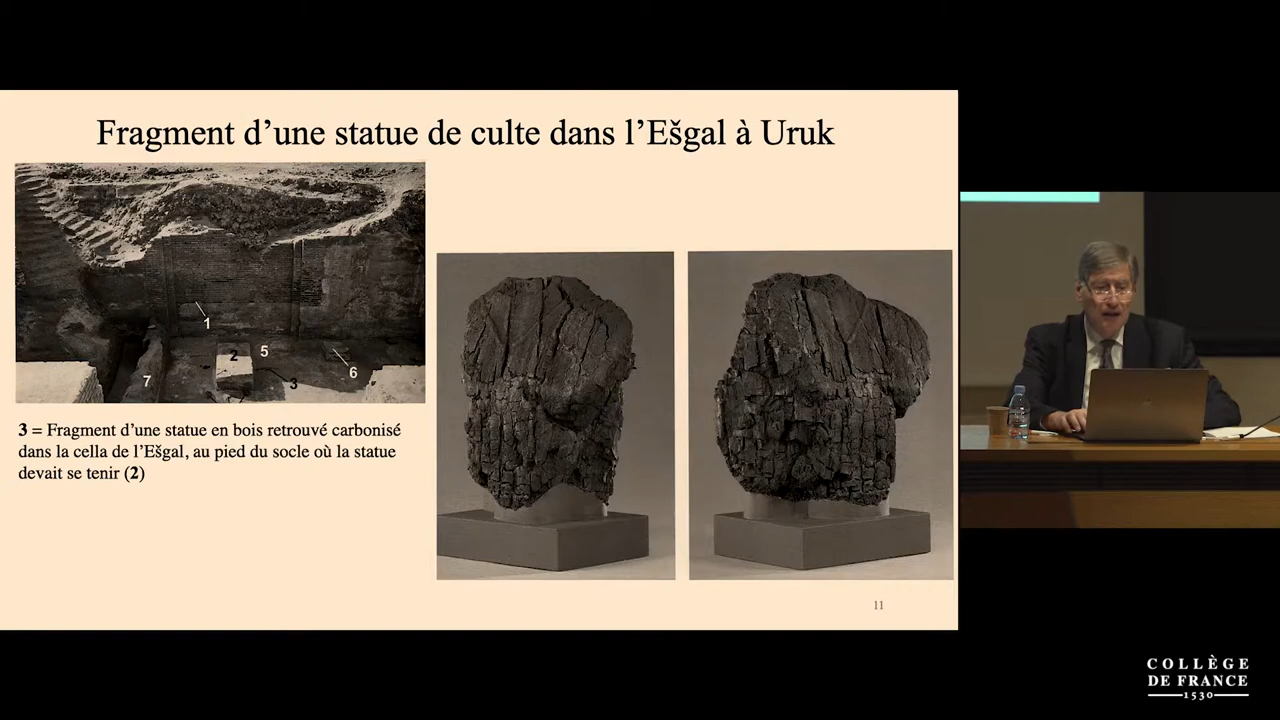 Fragment d’une statue de culte dans l’Ešgal à Uruk
1
2
5
3
6
7
3 = Fragment d’une statue en bois retrouvé carbonisé
dans la cella de l’Ešgal, au pied du socle où la statue
devait se tenir (2)
11
COLLÈGE
DE FRANCE
1530